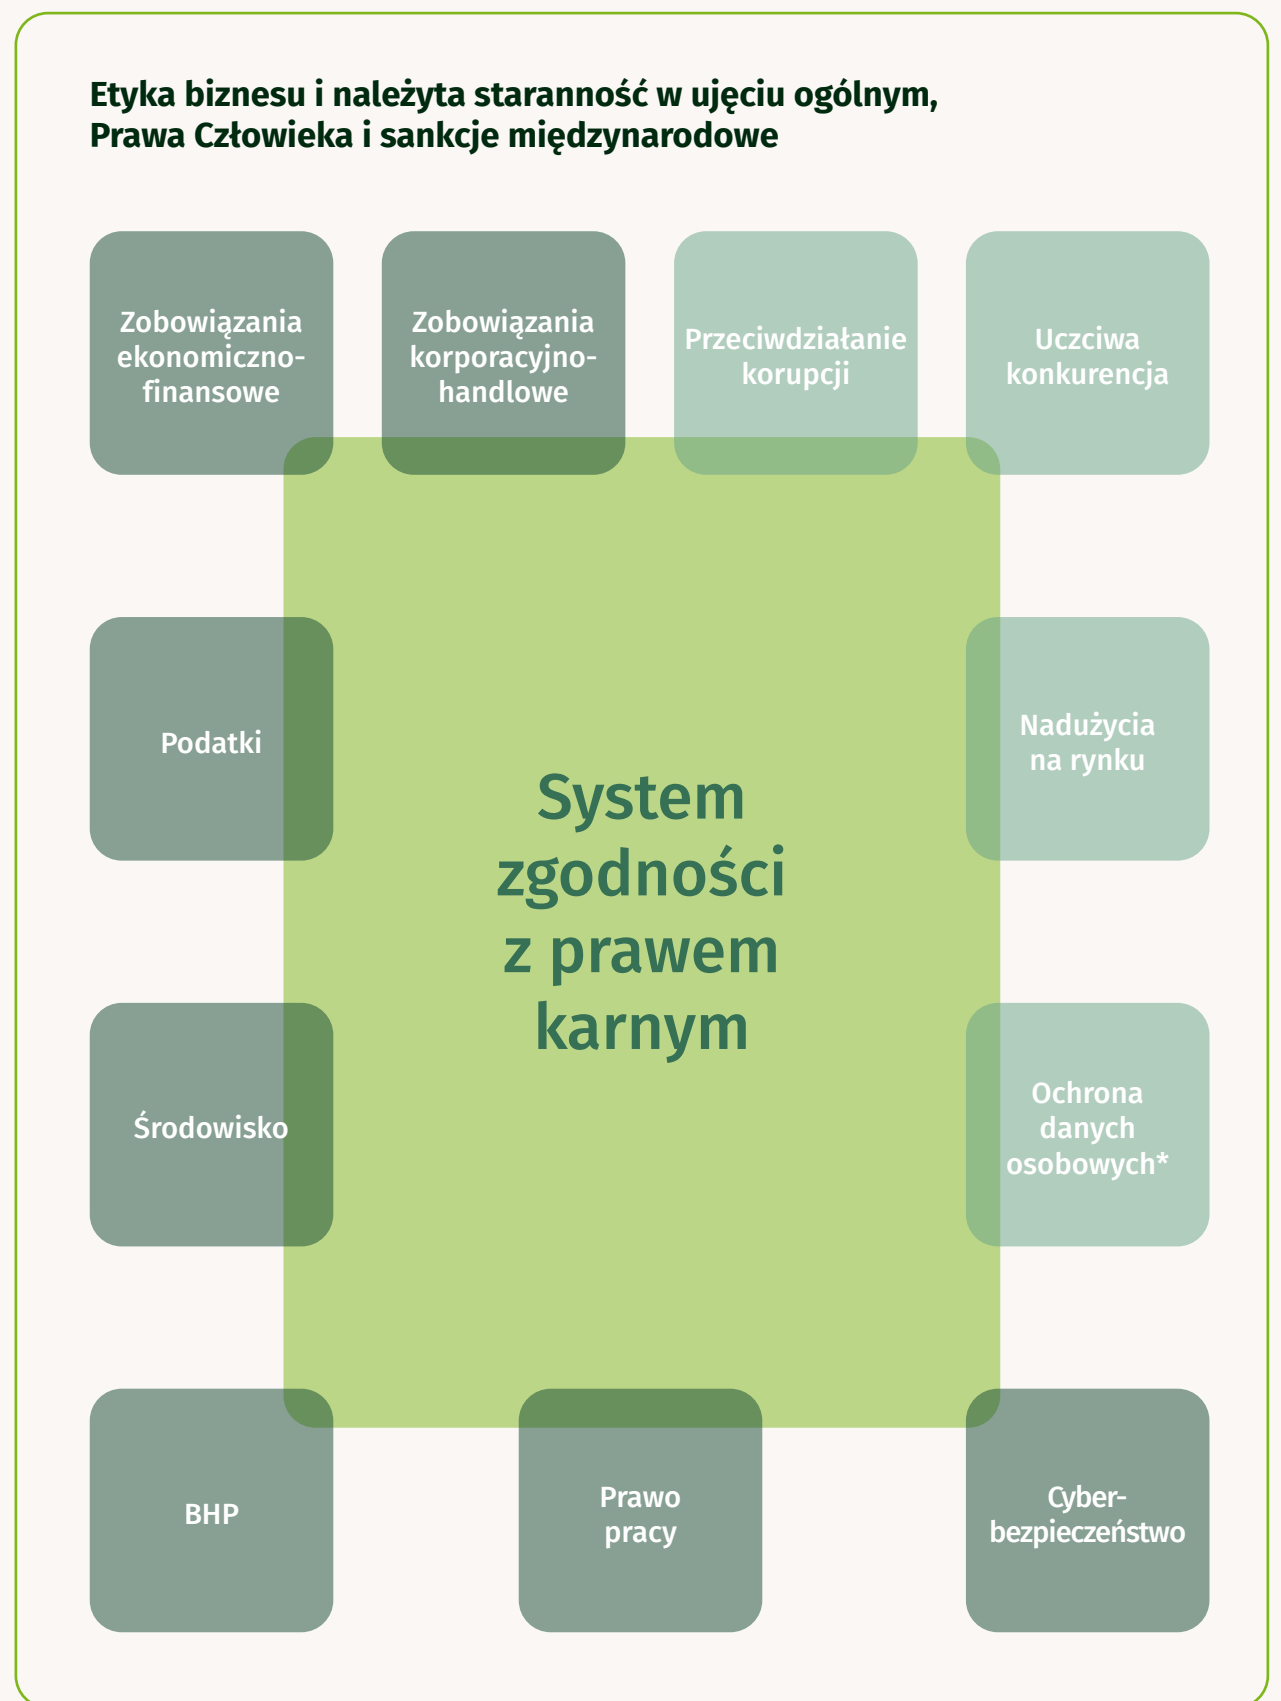 Etyka biznesu i należyta staranność w ujęciu ogólnym,
Prawa Człowieka i sankcje międzynarodowe
Zobowiązania
ekonomiczno-
finansowe
Zobowiązania
korporacyjno-
handlowe
Przeciwdziałanie
korupcji
Uczciwa
konkurencja
Podatki
Nadużycia
na rynku
System
zgodności
z prawem
karnym
Środowisko
Ochrona
danych
osobowych*
BHP
Prawo
pracy
Cyber-
bezpieczeństwo